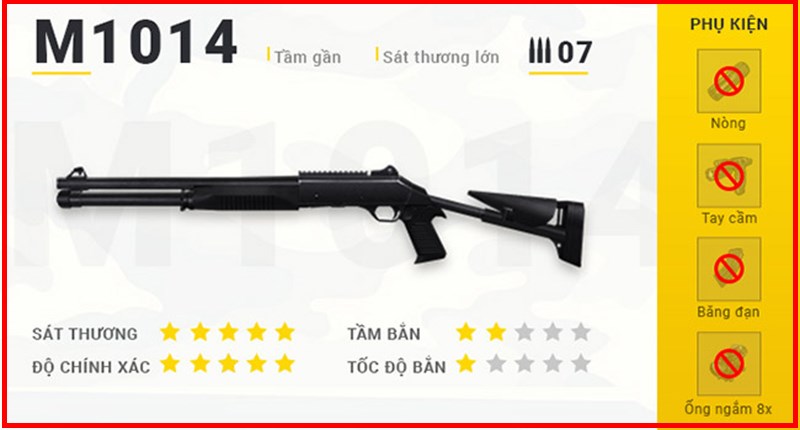 M1014
Tầm gần
Sát thương lớn
07
PHỤ KIỆN
Nòng
Tay cầm
Băng đạn
Ống ngắm 8x
M1014
SÁT THƯƠNG
TẦM BẮN
ĐỘ CHÍNH XÁC
TỐC ĐỘ BẮN